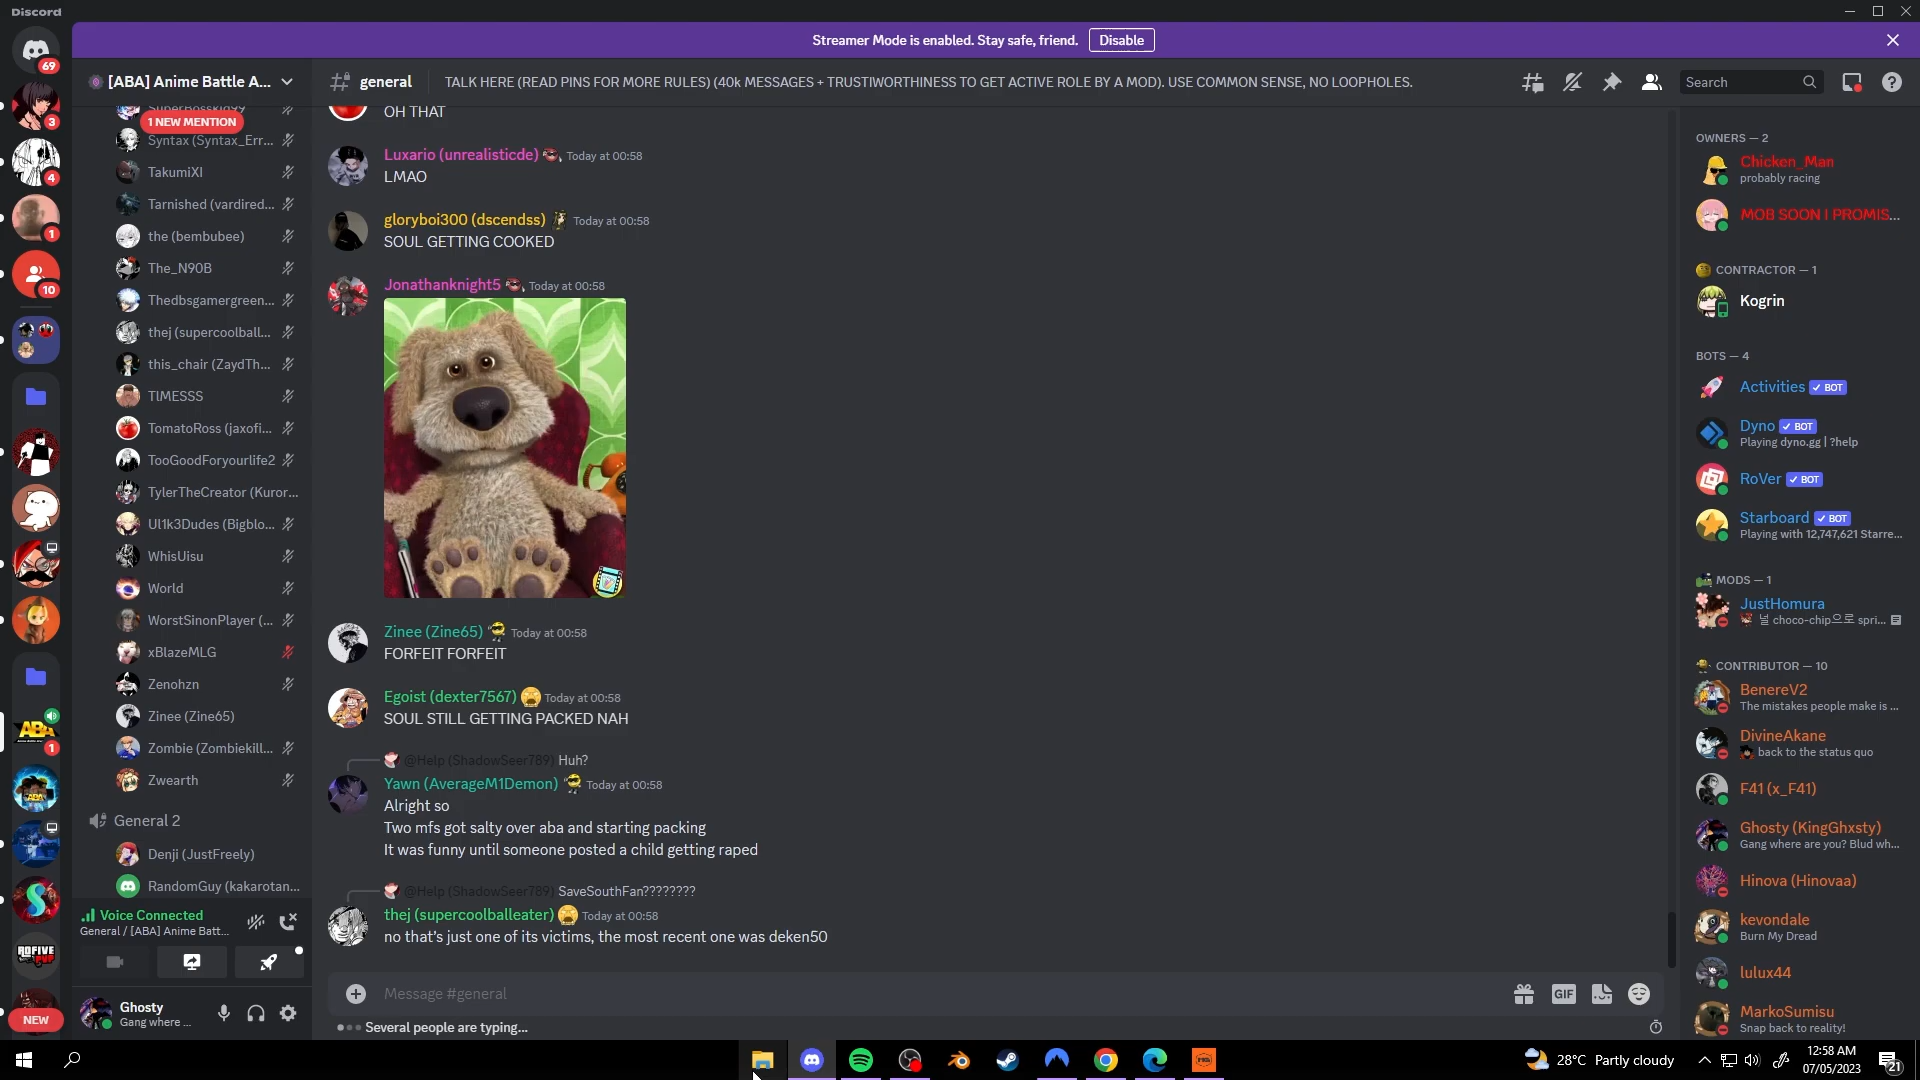 Discord
Streamer Mode is enabled. Stay safe, friend. Disable
69
3
4
1
10
1
NEW
[ABA] Anime Battle A...
SuperBosskid99
1 NEW MENTION
Syntax (Syntax_Err...
TakumiXI
Tarnished (vardired...
the (bembubee)
The_N90B
Thedbsgamergreen...
thej (supercoolball...
this_chair (ZaydTh...
TIMESSS
TomatoRoss (jaxofi...
TooGoodForyourlife2
TylerTheCreator (Kuror...
Ul1k3Dudes (Bigblo...
WhisUisu
World
WorstSinonPlayer (...
xBlazeMLG
Zenohzn
Zinee (Zine65)
Zombie (Zombiekill...
Zwearth
General 2
Denji (JustFreely)
RandomGuy (kakarotan...
Voice Connected
General / [ABA] Anime Batt...
Ghosty
Gang where ...
general
TALK HERE (READ PINS FOR MORE RULES) (40k MESSAGES + TRUSTIWORTHINESS TO GET ACTIVE ROLE BY A MOD). USE COMMON SENSE, NO LOOPHOLES.
Search
OH THAT
Luxario (unrealisticde) Today at 00:58
LMAO
gloryboi300 (dscendss) Today at 00:58
SOUL GETTING COOKED
Jonathanknight5 Today at 00:58
Zinee (Zine65) Today at 00:58
FORFEIT FORFEIT
Egoist (dexter7567) Today at 00:58
SOUL STILL GETTING PACKED NAH
@Help (ShadowSeer789) Huh?
Yawn (AverageM1Demon) Today at 00:58
Alright so
Two mfs got salty over aba and starting packing
It was funny until someone posted a child getting raped
@Help (ShadowSeer789) SaveSouthFan????????
thej (supercoolballeater) Today at 00:58
no that's just one of its victims, the most recent one was deken50
Message #general
GIF
Several people are typing...
OWNERS — 2
Chicken_Man
probably racing
MOB SOON I PROMIS...
CONTRACTOR — 1
Kogrin
BOTS — 4
Activities BOT
Dyno BOT
Playing dyno.gg | ?help
RoVer BOT
Starboard BOT
Playing with 12,747,621 Starre...
MODS — 1
JustHomura
널 choco-chip으로 spri...
CONTRIBUTOR — 10
BenereV2
The mistakes people make is ...
DivineAkane
back to the status quo
F41 (x_F41)
Ghosty (KingGhxsty)
Gang where are you? Blud wh...
Hinova (Hinovaa)
kevondale
Burn My Dread
lulux44
MarkoSumisu
Snap back to reality!
28°C Partly cloudy
12:58 AM
07/05/2023
21